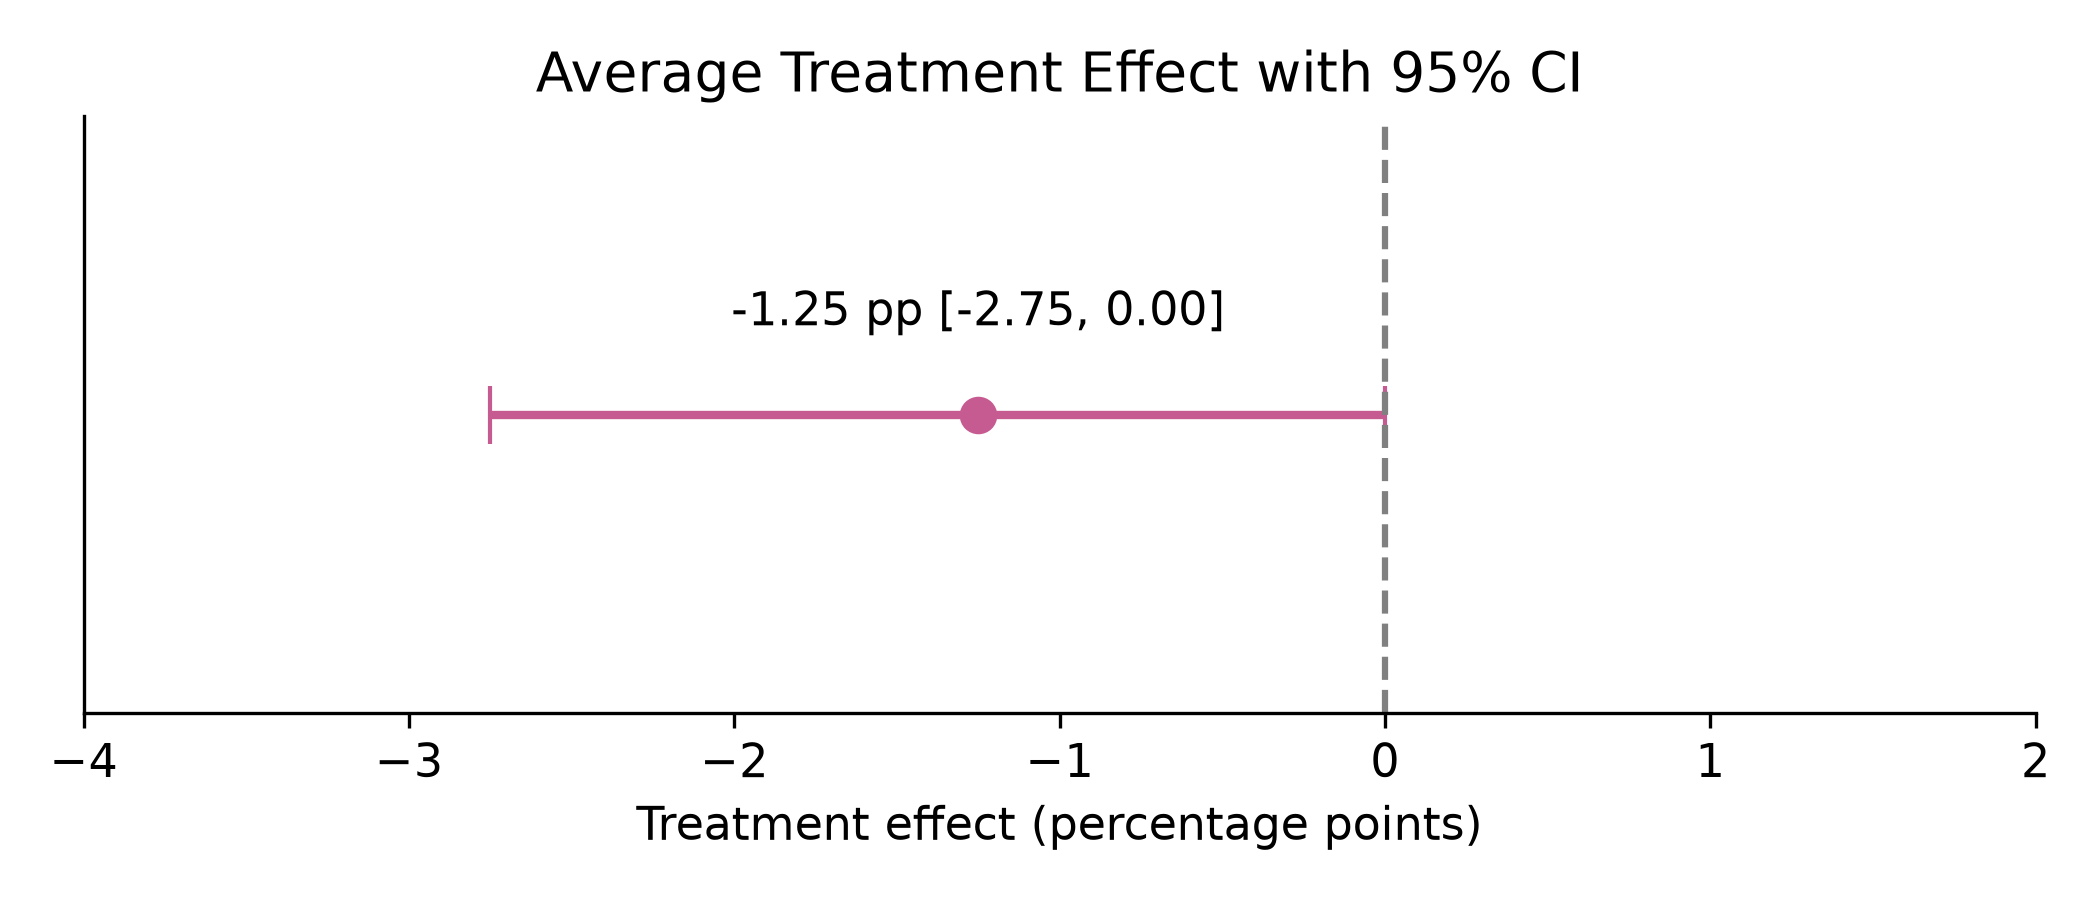 Average Treatment Effect with 95% CI
-1.25 pp [-2.75, 0.00]
−4 −3 −2 −1 0 1 2
Treatment effect (percentage points)